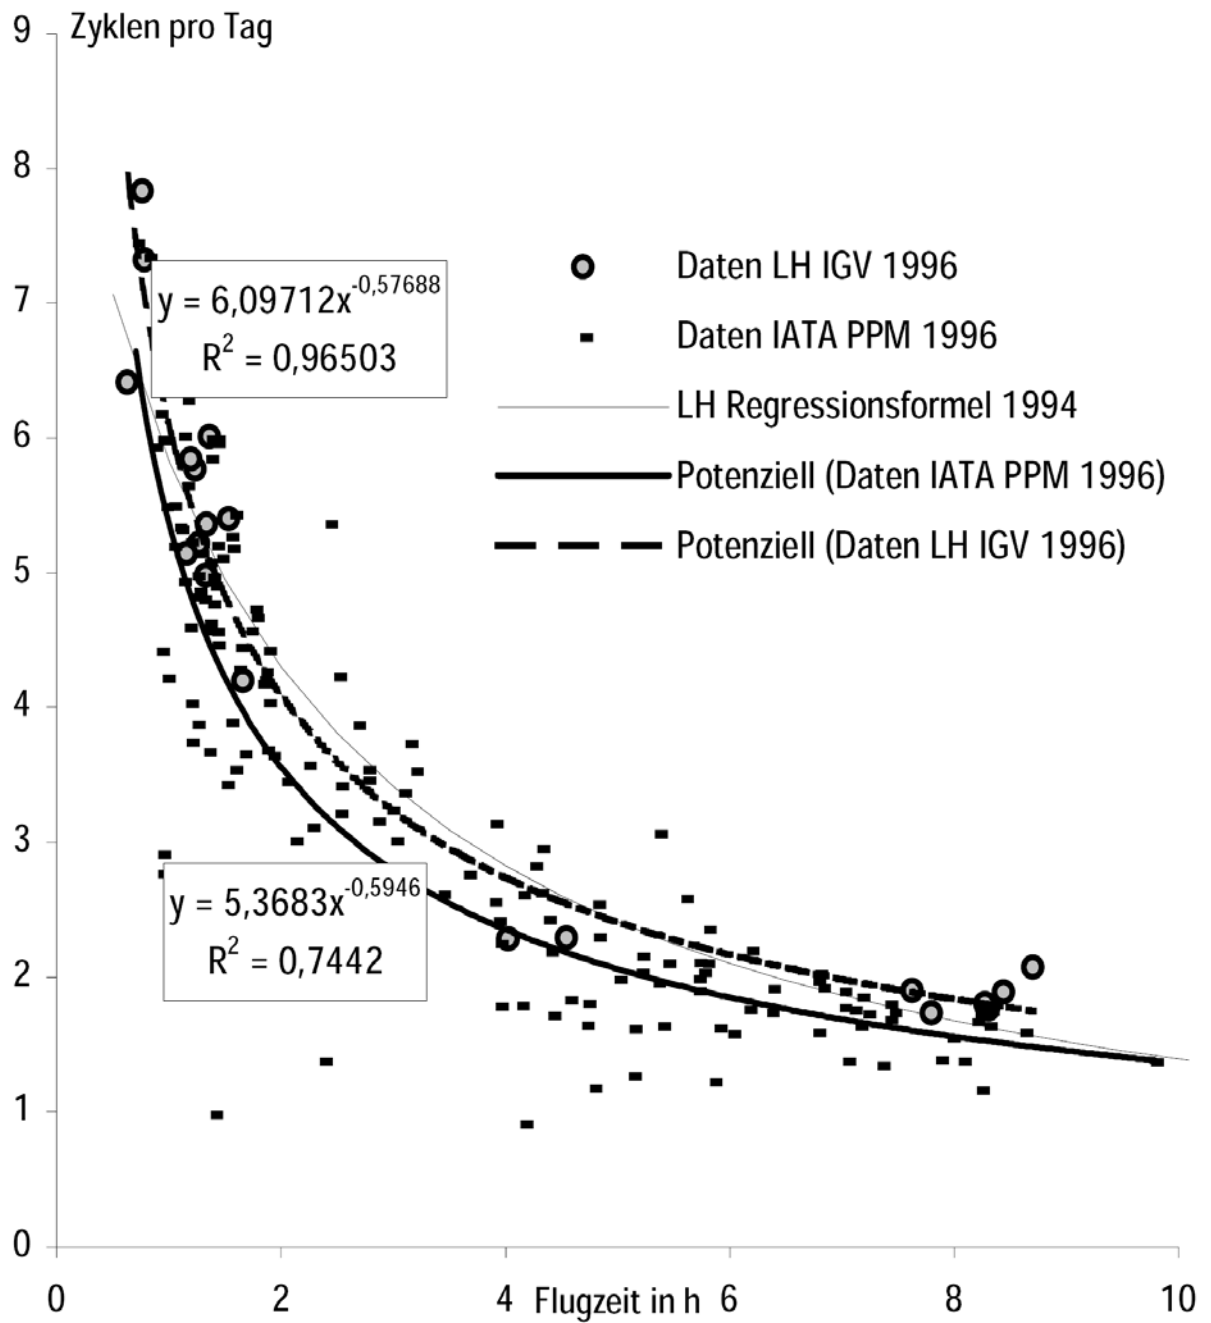 Zyklen pro Tag
9
8
7
6
5
4
3
2
1
0
y = 6,09712x^-0,57688
R² = 0,96503
Daten LH IGV 1996
Daten IATA PPM 1996
LH Regressionsformel 1994
Potenziell (Daten IATA PPM 1996)
Potenziell (Daten LH IGV 1996)
y = 5,3683x^-0,5946
R² = 0,7442
0 2 4 Flugzeit in h 6 8 10